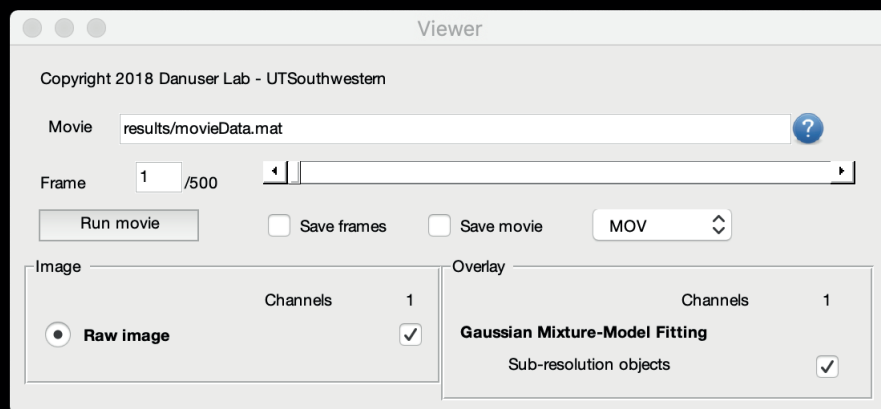 Viewer
Copyright 2018 Danuser Lab - UTSouthwestern
Movie results/movieData.mat ?
Frame 1 /500
Run movie Save frames Save movie MOV
Image
Channels 1
Raw image
Overlay
Channels 1
Gaussian Mixture-Model Fitting
Sub-resolution objects